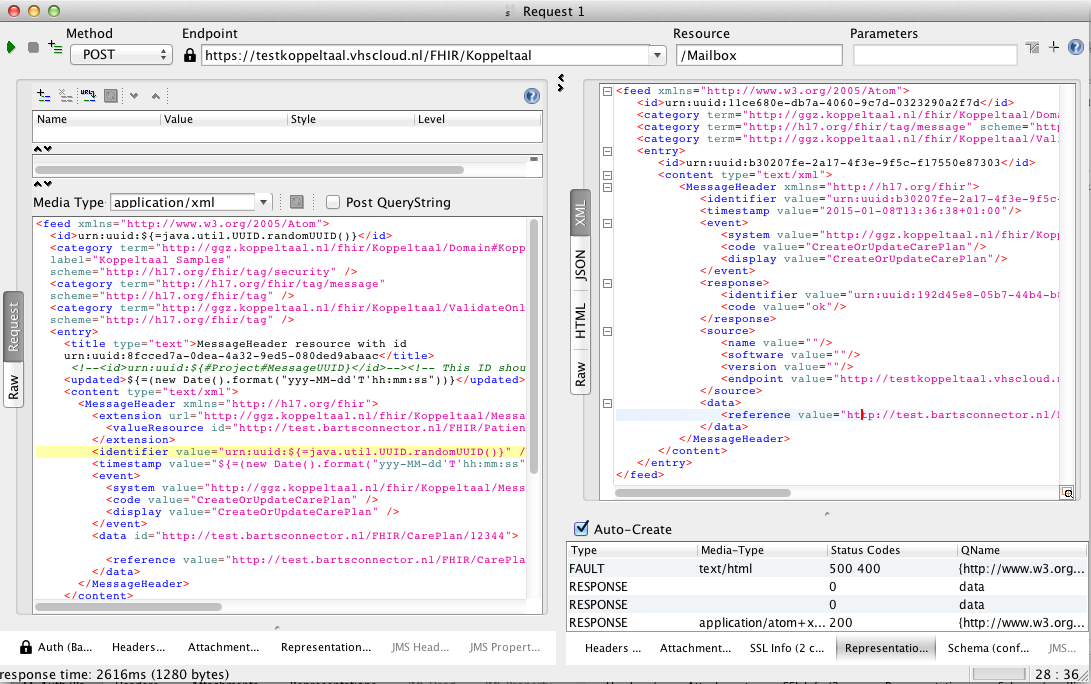 Request 1
Method
Endpoint
Resource
Parameters
POST
https://testkoppeltaal.vhscloud.nl/FHIR/Koppeltaal
/Mailbox
Name Value Style Level
Media Type application/xml Post QueryString
Request
Raw
<feed xmlns="http://www.w3.org/2005/Atom">
<id>urn:uuid:${=java.util.UUID.randomUUID()}</id>
<category term="http://ggz.koppeltaal.nl/fhir/Koppeltaal/Domain#Kopp
label="Koppeltaal Samples"
scheme="http://hl7.org/fhir/tag/security" />
<category term="http://hl7.org/fhir/tag/message"
scheme="http://hl7.org/fhir/tag" />
<category term="http://ggz.koppeltaal.nl/fhir/Koppeltaal/ValidateOnl
scheme="http://hl7.org/fhir/tag" />
<entry>
<title type="text">MessageHeader resource with id
urn:uuid:8fcced7a-0dea-4a32-9ed5-080ded9abaac</title>
<!--<id>urn:uuid:${#Project#MessageUUID}</id>--><!-- This ID shou
<updated>${=(new Date().format("yyy-MM-dd'T'hh:mm:ss"))}</updated>
<content type="text/xml">
<MessageHeader xmlns="http://hl7.org/fhir">
<extension url="http://ggz.koppeltaal.nl/fhir/Koppeltaal/Messa
<valueResource id="http://test.bartsconnector.nl/FHIR/Patien
</extension>
<identifier value="urn:uuid:${=java.util.UUID.randomUUID()}" /
<timestamp value="${=(new Date().format("yyy-MM-dd'T'hh:mm:ss"
<event>
<system value="http://ggz.koppeltaal.nl/fhir/Koppeltaal/Mess
<code value="CreateOrUpdateCarePlan" />
<display value="CreateOrUpdateCarePlan" />
</event>
<data id="http://test.bartsconnector.nl/FHIR/CarePlan/12344">
<reference value="http://test.bartsconnector.nl/FHIR/CarePla
</data>
</MessageHeader>
</content>
Auth (Ba... Headers... Attachment... Representation... JMS Head... JMS Propert...
response time: 2616ms (1280 bytes)
XML
JSON
HTML
Raw
<feed xmlns="http://www.w3.org/2005/Atom">
<id>urn:uuid:11ce680e-db7a-4060-9c7d-0323290a2f7d</id>
<category term="http://ggz.koppeltaal.nl/fhir/Koppeltaal/Doma
<category term="http://hl7.org/fhir/tag/message" scheme="http
<category term="http://ggz.koppeltaal.nl/fhir/Koppeltaal/Vali
<entry>
<id>urn:uuid:b30207fe-2a17-4f3e-9f5c-f17550e87303</id>
<content type="text/xml">
<MessageHeader xmlns="http://hl7.org/fhir">
<identifier value="urn:uuid:b30207fe-2a17-4f3e-9f5c-
<timestamp value="2015-01-08T13:36:38+01:00"/>
<event>
<system value="http://ggz.koppeltaal.nl/fhir/Kopp
<code value="CreateOrUpdateCarePlan"/>
<display value="CreateOrUpdateCarePlan"/>
</event>
<response>
<identifier value="urn:uuid:192d45e8-05b7-44b4-b8
<code value="ok"/>
</response>
<source>
<name value=""/>
<software value=""/>
<version value=""/>
<endpoint value="http://testkoppeltaal.vhscloud.n
</source>
<data>
<reference value="http://test.bartsconnector.nl/F
</data>
</MessageHeader>
</content>
</entry>
</feed>
Auto-Create
Type Media-Type Status Codes QName
FAULT text/html 500 400 {http://www.w3.org...
RESPONSE 0 data
RESPONSE 0 data
RESPONSE application/atom+x... 200 {http://www.w3.org...
Headers ... Attachment... SSL Info (2 c... Representatio... Schema (conf... JMS...
28 : 36